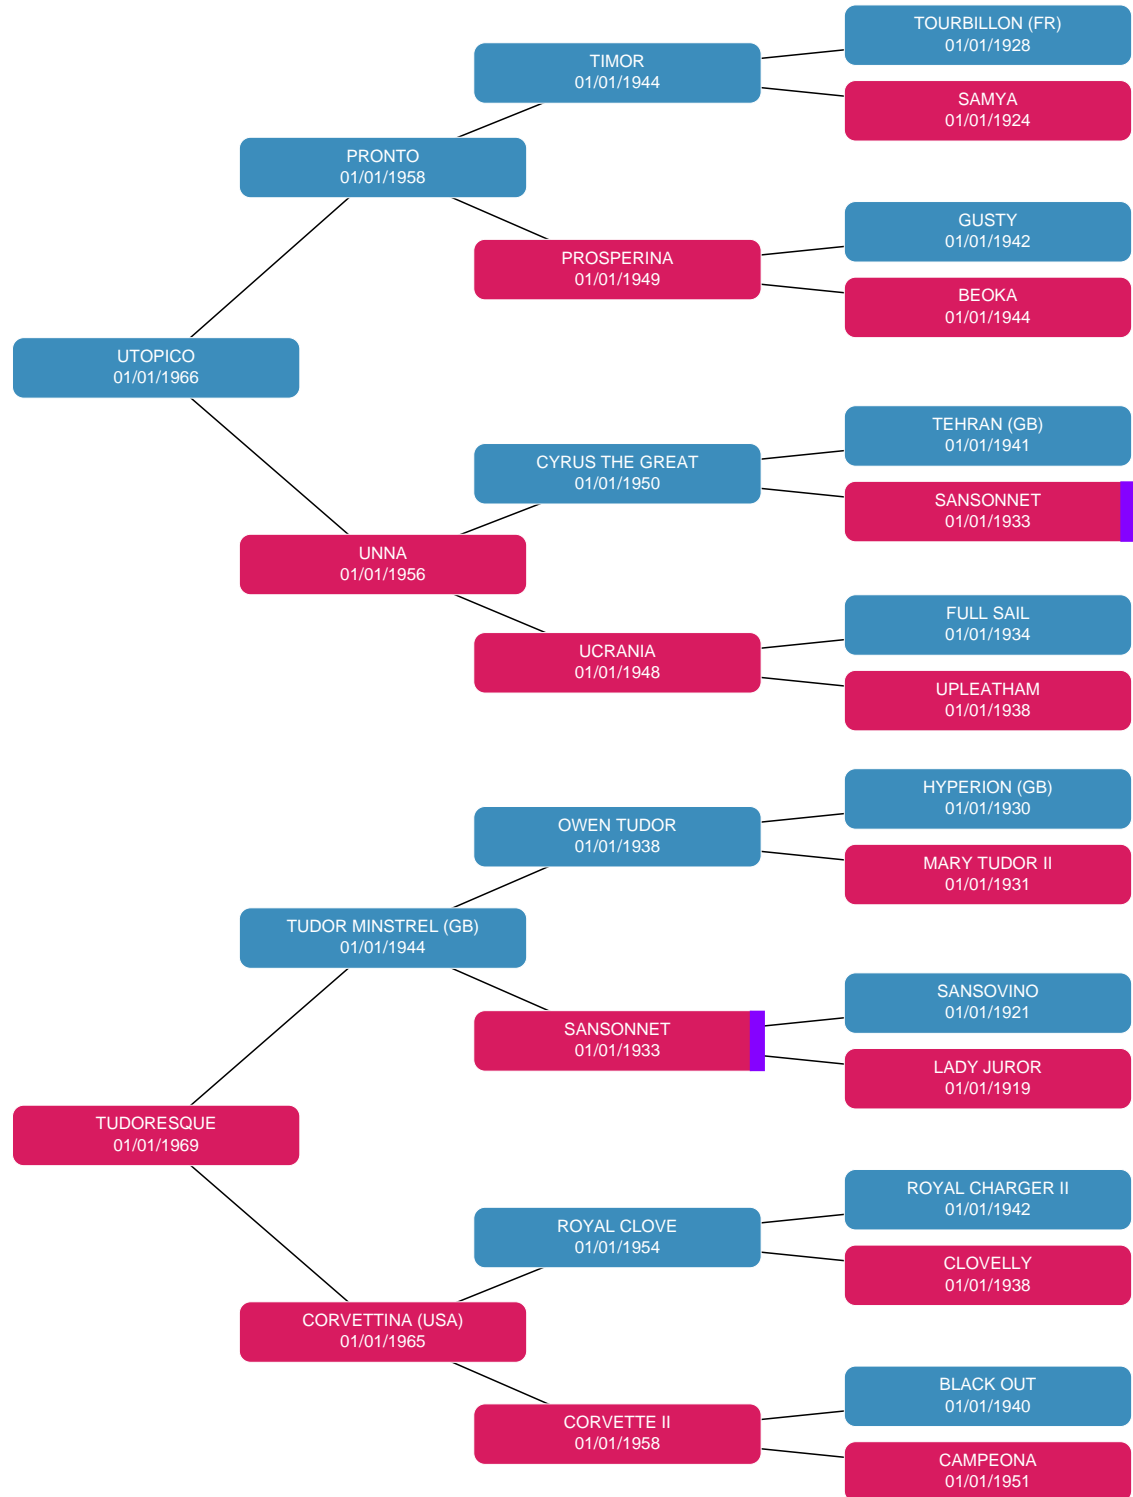 TOURBILLON (FR)
01/01/1928
TIMOR
01/01/1944
SAMYA
01/01/1924
PRONTO
01/01/1958
GUSTY
01/01/1942
PROSPERINA
01/01/1949
BEOKA
01/01/1944
UTOPICO
01/01/1966
TEHRAN (GB)
01/01/1941
CYRUS THE GREAT
01/01/1950
SANSONNET
01/01/1933
UNNA
01/01/1956
FULL SAIL
01/01/1934
UCRANIA
01/01/1948
UPLEATHAM
01/01/1938
HYPERION (GB)
01/01/1930
OWEN TUDOR
01/01/1938
MARY TUDOR II
01/01/1931
TUDOR MINSTREL (GB)
01/01/1944
SANSOVINO
01/01/1921
SANSONNET
01/01/1933
LADY JUROR
01/01/1919
TUDORESQUE
01/01/1969
ROYAL CHARGER II
01/01/1942
ROYAL CLOVE
01/01/1954
CLOVELLY
01/01/1938
CORVETTINA (USA)
01/01/1965
BLACK OUT
01/01/1940
CORVETTE II
01/01/1958
CAMPEONA
01/01/1951